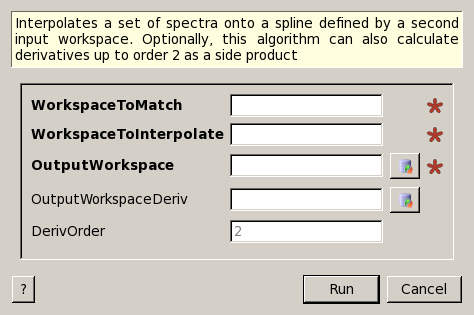 Interpolates a set of spectra onto a spline defined by a second
input workspace. Optionally, this algorithm can also calculate
derivatives up to order 2 as a side product
WorkspaceToMatch
WorkspaceToInterpolate
OutputWorkspace
OutputWorkspaceDeriv
DerivOrder 2
? Run Cancel